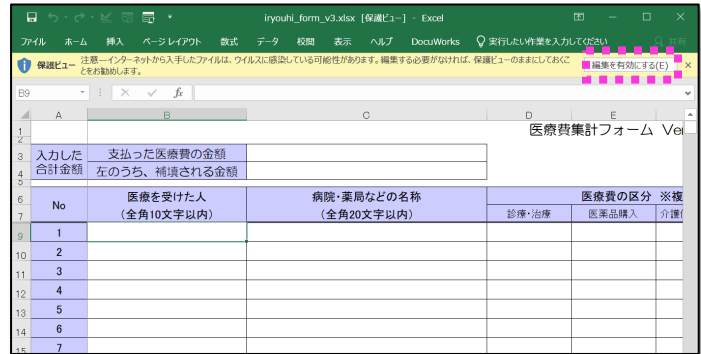 iryouhi_form_v3.xlsx [保護ビュー] - Excel
ファイル ホーム 挿入 ページ レイアウト 数式 データ 校閲 表示 ヘルプ DocuWorks 実行したい作業を入力してください 共有
保護ビュー 注意—インターネットから入手したファイルは、ウイルスに感染している可能性があります。編集する必要がなければ、保護ビューのままにしておくこ
とをお勧めします。
編集を有効にする(E)
B9 fx
A B C D E
1 医療費集計フォーム Ve
2
3 入力した 支払った医療費の金額
4 合計金額 左のうち、補填される金額
5
6 No 医療を受けた人 病院・薬局などの名称 医療費の区分 ※複
7 (全角10文字以内) (全角20文字以内) 診療・治療 医薬品購入 介護
9 1
10 2
11 3
12 4
13 5
14 6
15 7